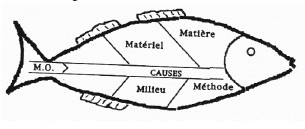 Matière
Matériel
M.O.
CAUSES
Milieu
Méthode